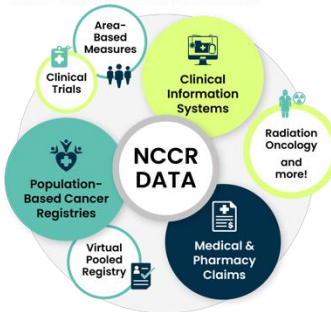 Area-
Based
Measures
Clinical
Trials
Clinical
Information
Systems
Radiation
Oncology
and
more!
NCCR
DATA
Population-
Based Cancer
Registries
Virtual
Pooled
Registry
Medical &
Pharmacy
Claims